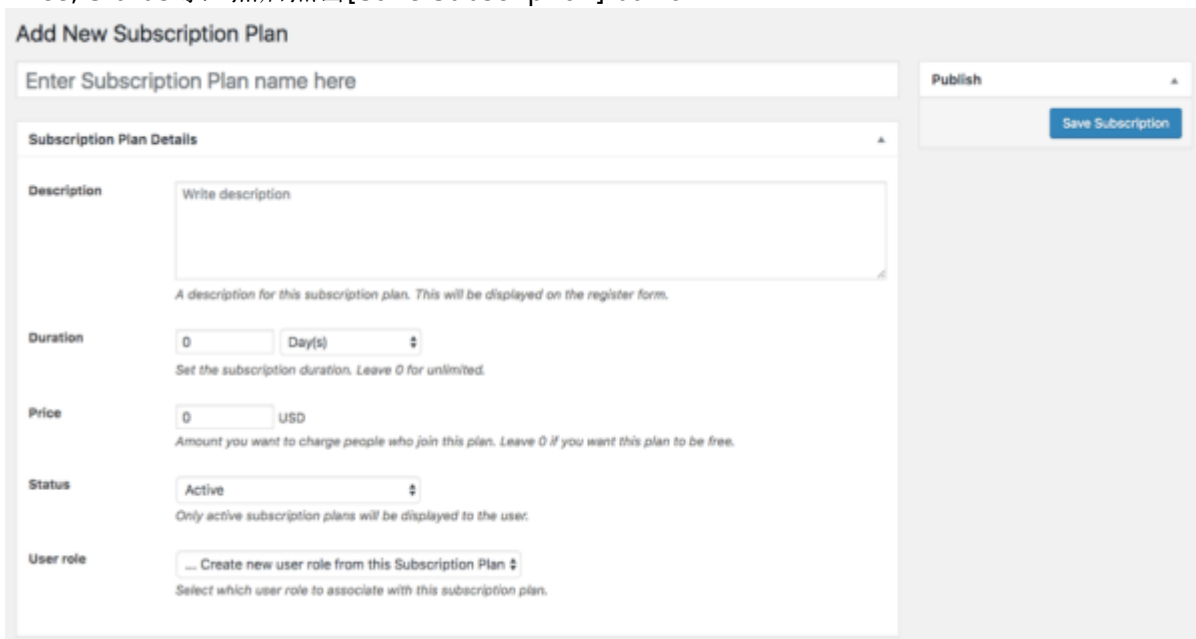 Add New Subscription Plan
Enter Subscription Plan name here
Publish
Save Subscription
Subscription Plan Details
Description
Write description
A description for this subscription plan. This will be displayed on the register form.
Duration
0
Day(s)
Set the subscription duration. Leave 0 for unlimited.
Price
0
USD
Amount you want to charge people who join this plan. Leave 0 if you want this plan to be free.
Status
Active
Only active subscription plans will be displayed to the user.
User role
... Create new user role from this Subscription Plan
Select which user role to associate with this subscription plan.